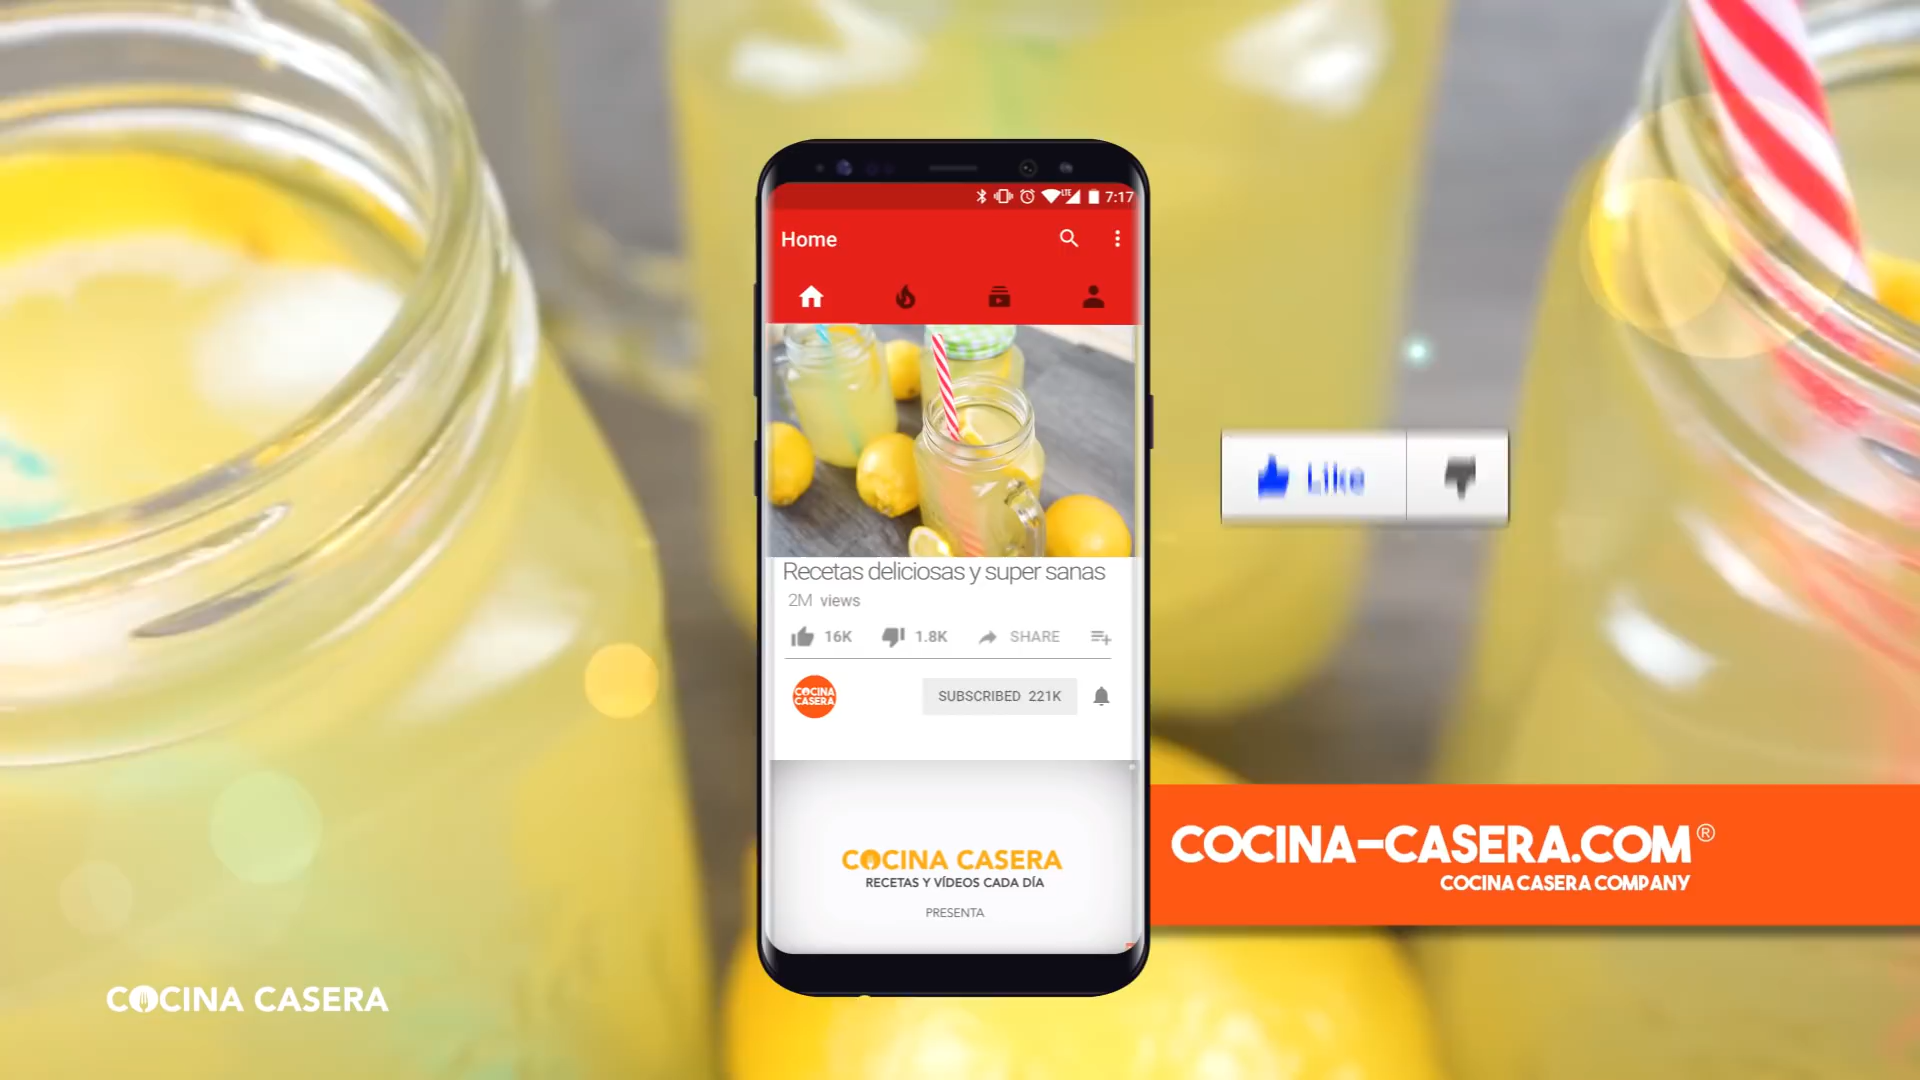 LTE 7:17
Home
Recetas deliciosas y super sanas
2M views
16K 1.8K SHARE
COCINA
CASERA
SUBSCRIBED 221K
COCINA CASERA
RECETAS Y VÍDEOS CADA DÍA
PRESENTA
Like
COCINA-CASERA.COM®
COCINA CASERA COMPANY
COCINA CASERA